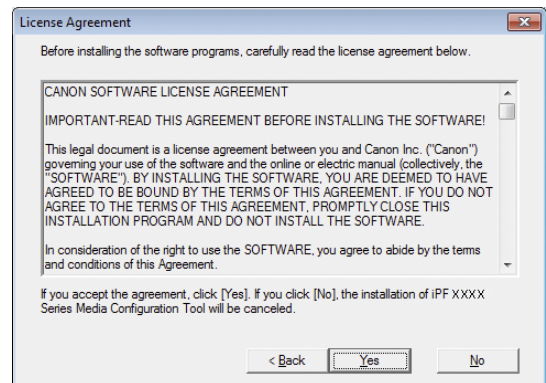 License Agreement
Before installing the software programs, carefully read the license agreement below.
CANON SOFTWARE LICENSE AGREEMENT
IMPORTANT-READ THIS AGREEMENT BEFORE INSTALLING THE SOFTWARE!
This legal document is a license agreement between you and Canon Inc. ("Canon")
governing your use of the software and the online or electric manual (collectively, the
"SOFTWARE"). BY INSTALLING THE SOFTWARE, YOU ARE DEEMED TO HAVE
AGREED TO BE BOUND BY THE TERMS OF THIS AGREEMENT. IF YOU DO NOT
AGREE TO THE TERMS OF THIS AGREEMENT, PROMPTLY CLOSE THIS
INSTALLATION PROGRAM AND DO NOT INSTALL THE SOFTWARE.
In consideration of the right to use the SOFTWARE, you agree to abide by the terms
and conditions of this Agreement.
If you accept the agreement, click [Yes]. If you click [No], the installation of iPF XXXX
Series Media Configuration Tool will be canceled.
< Back Yes No